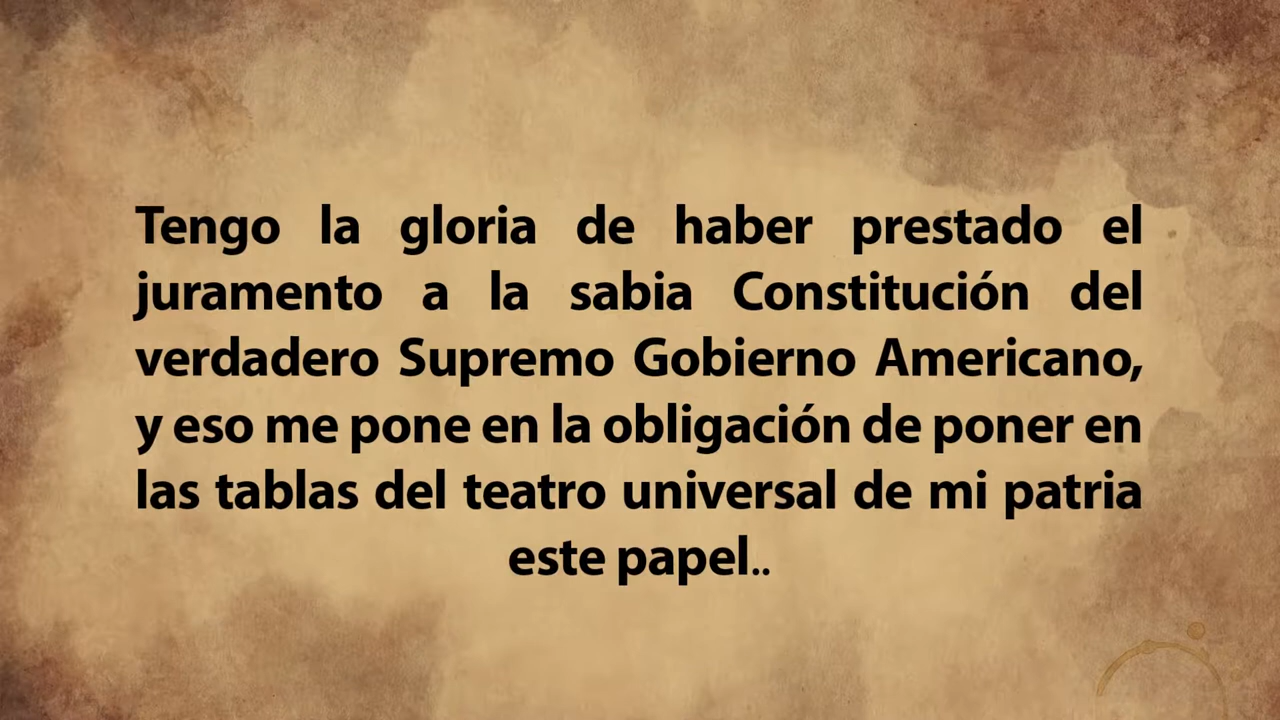 Tengo la gloria de haber prestado el
juramento a la sabia Constitución del
verdadero Supremo Gobierno Americano,
y eso me pone en la obligación de poner en
las tablas del teatro universal de mi patria
este papel..